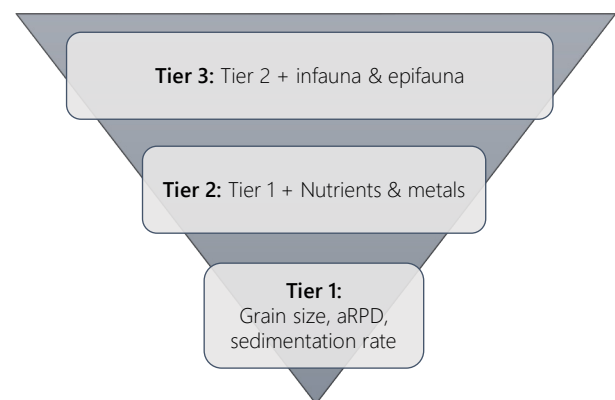 Tier 3: Tier 2 + infauna & epifauna
Tier 2: Tier 1 + Nutrients & metals
Tier 1:
Grain size, aRPD,
sedimentation rate